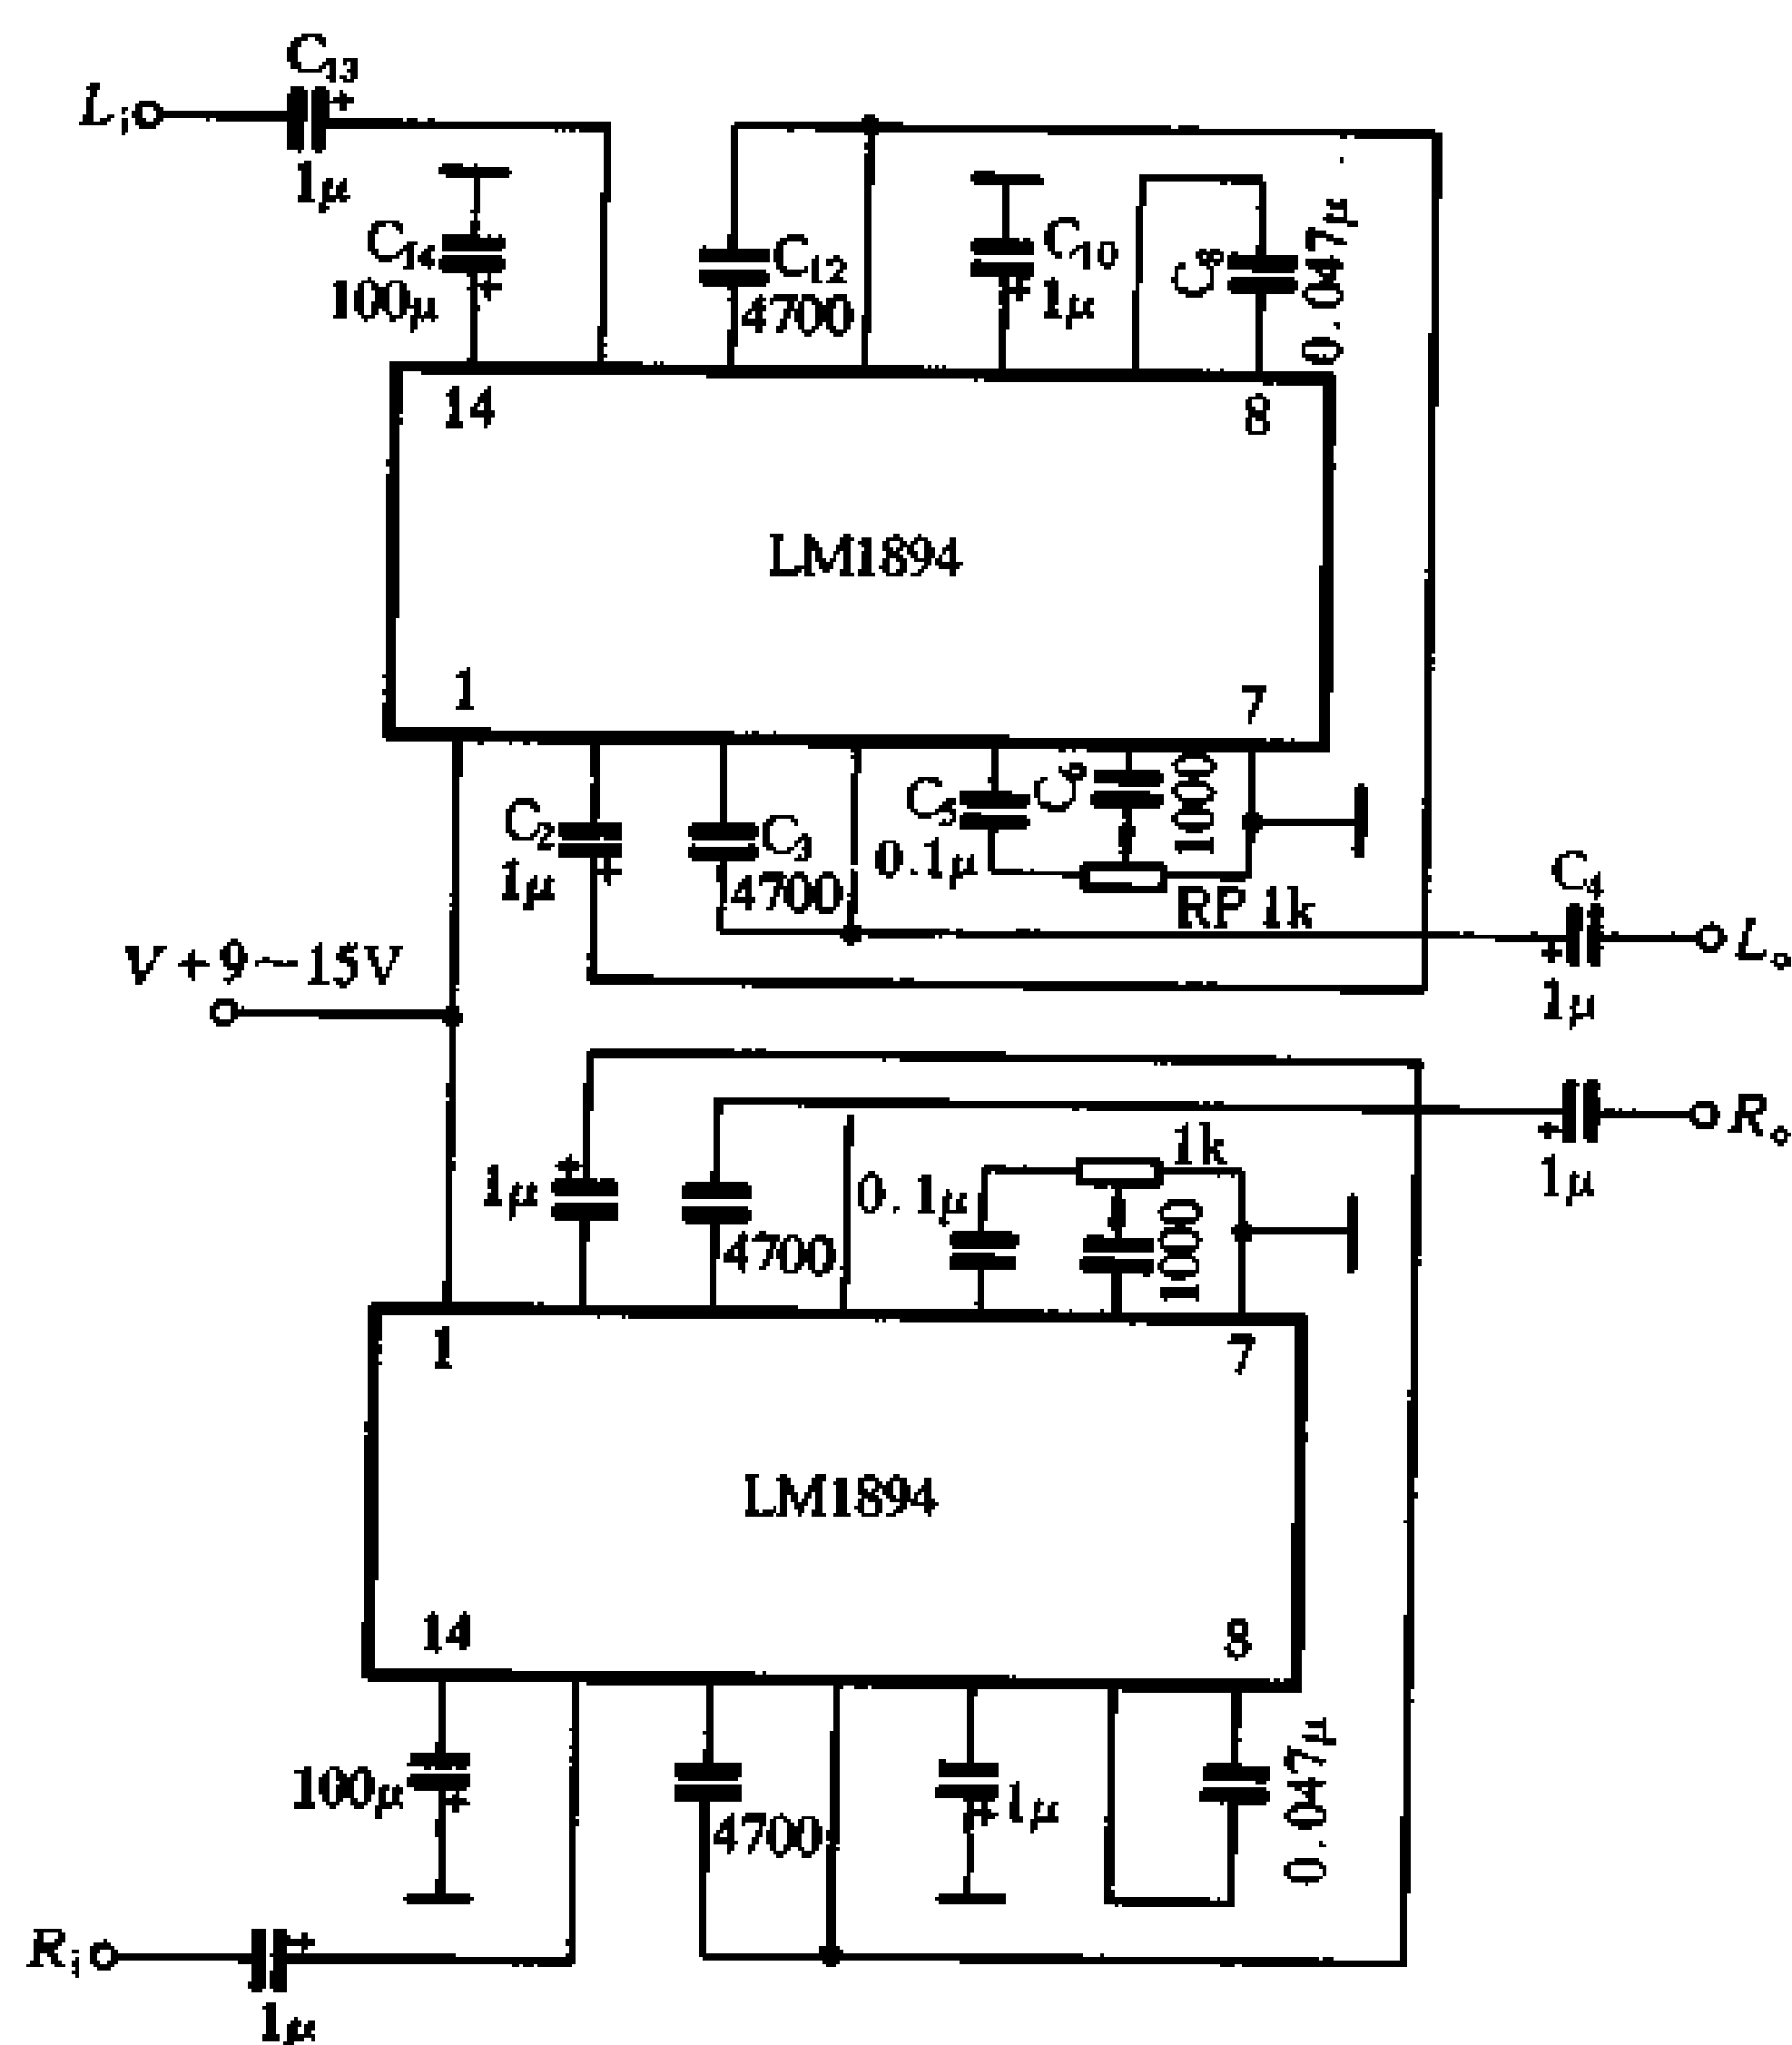 C₁₃
Lᵢ
1μ
C₁₄
100μ
C₁₂
4700
C₁₀
1μ
C₈
0.047μ
14
8
LM1894
1
7
C₂
1μ
C₃
4700
C₅
0.1μ
C₆
1000
RP 1k
C₄
1μ
Lₒ
V+9~15V
Rₒ
1μ
1μ
4700
0.1μ
1k
1000
1
7
LM1894
14
8
100μ
4700
1μ
0.047μ
Rᵢ
1μ